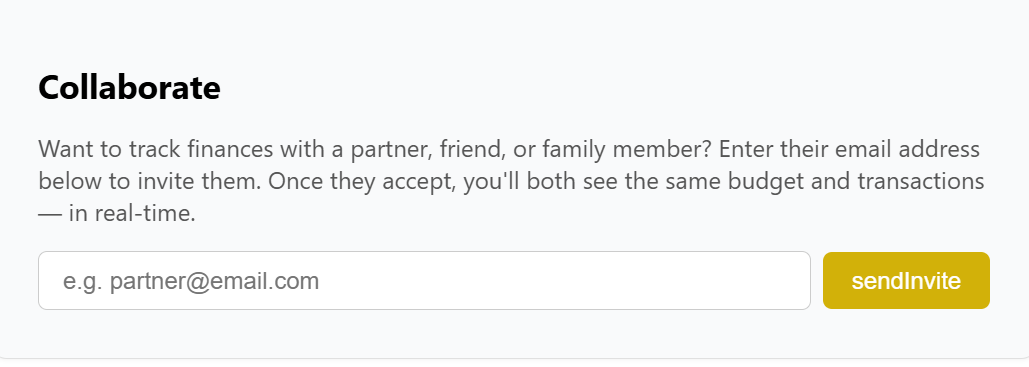 Collaborate
Want to track finances with a partner, friend, or family member? Enter their email address
below to invite them. Once they accept, you'll both see the same budget and transactions
— in real-time.
e.g. partner@email.com
sendInvite